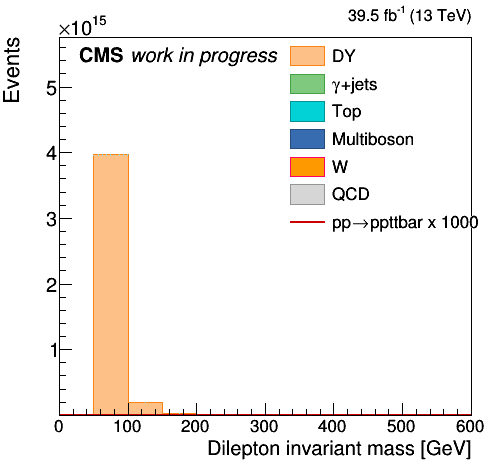 39.5 fb⁻¹ (13 TeV)
×10¹⁵
Events
CMS work in progress
DY
γ+jets
Top
Multiboson
W
QCD
pp→ppttbar x 1000
5
4
3
2
1
0 100 200 300 400 500 600
Dilepton invariant mass [GeV]